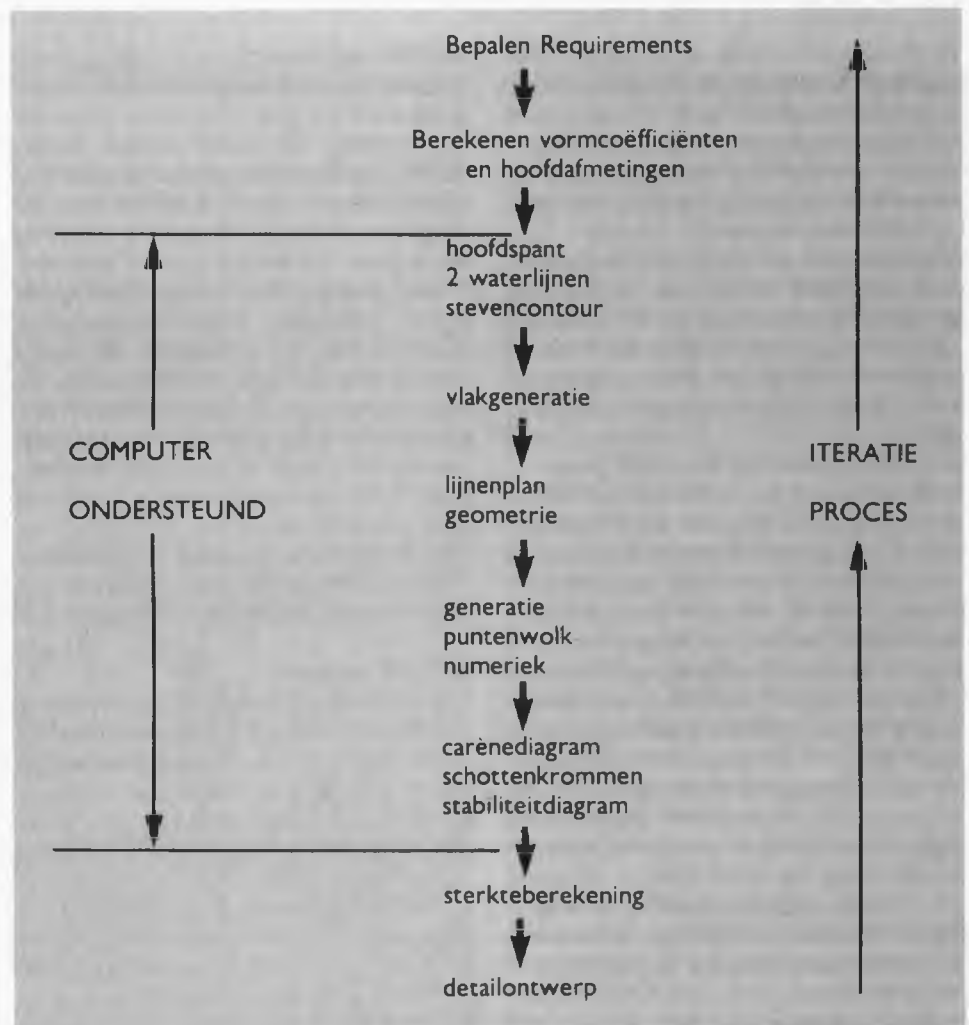 Bepalen Requirements
Berekenen vormcoëfficiënten
en hoofdafmetingen
hoofdspant
2 waterlijnen
stevencontour
vlakgeneratie
COMPUTER
ITERATIE
lijnenplan
ONDERSTEUND
geometrie
PROCES
generatie
puntenwolk
numeriek
carènediagram
schottenkrommen
stabiliteitdiagram
sterkteberekening
detailontwerp